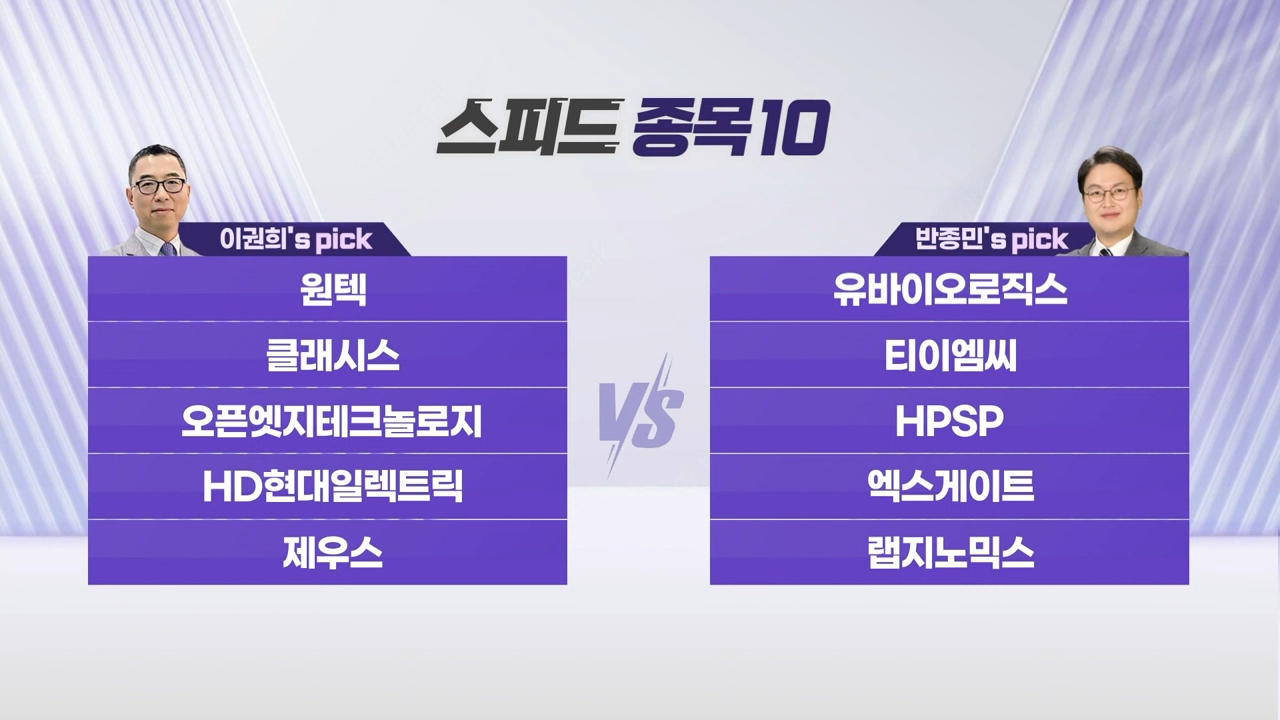 스피드 종목10
이권희's pick
원텍
클래시스
오픈엣지테크놀로지
HD현대일렉트릭
제우스
VS
반종민's pick
유바이오로직스
티이엠씨
HPSP
엑스게이트
랩지노믹스